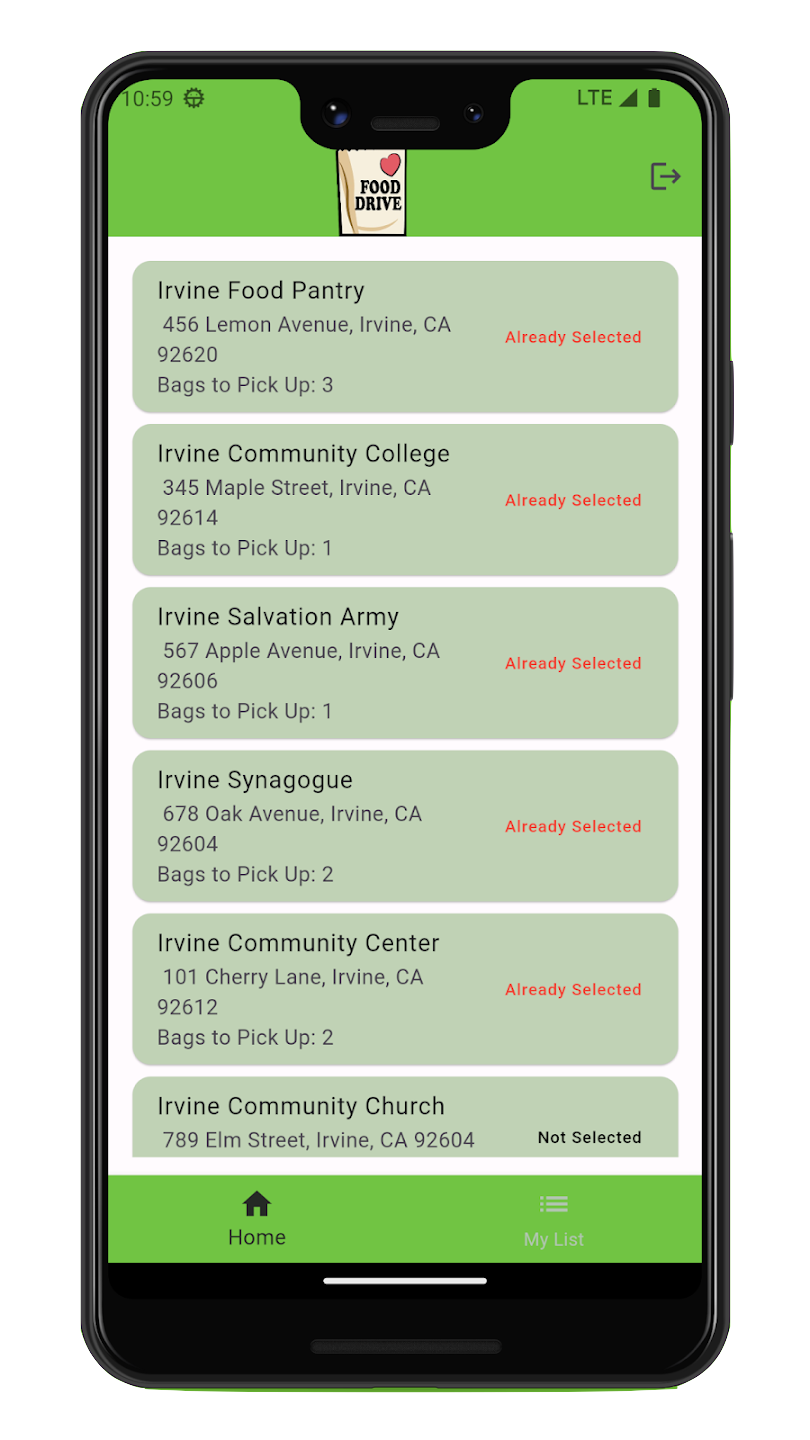 10:59 LTE
FOOD
DRIVE
Irvine Food Pantry
456 Lemon Avenue, Irvine, CA
92620
Bags to Pick Up: 3
Already Selected
Irvine Community College
345 Maple Street, Irvine, CA
92614
Bags to Pick Up: 1
Already Selected
Irvine Salvation Army
567 Apple Avenue, Irvine, CA
92606
Bags to Pick Up: 1
Already Selected
Irvine Synagogue
678 Oak Avenue, Irvine, CA
92604
Bags to Pick Up: 2
Already Selected
Irvine Community Center
101 Cherry Lane, Irvine, CA
92612
Bags to Pick Up: 2
Already Selected
Irvine Community Church
789 Elm Street, Irvine, CA 92604
Not Selected
Home
My List